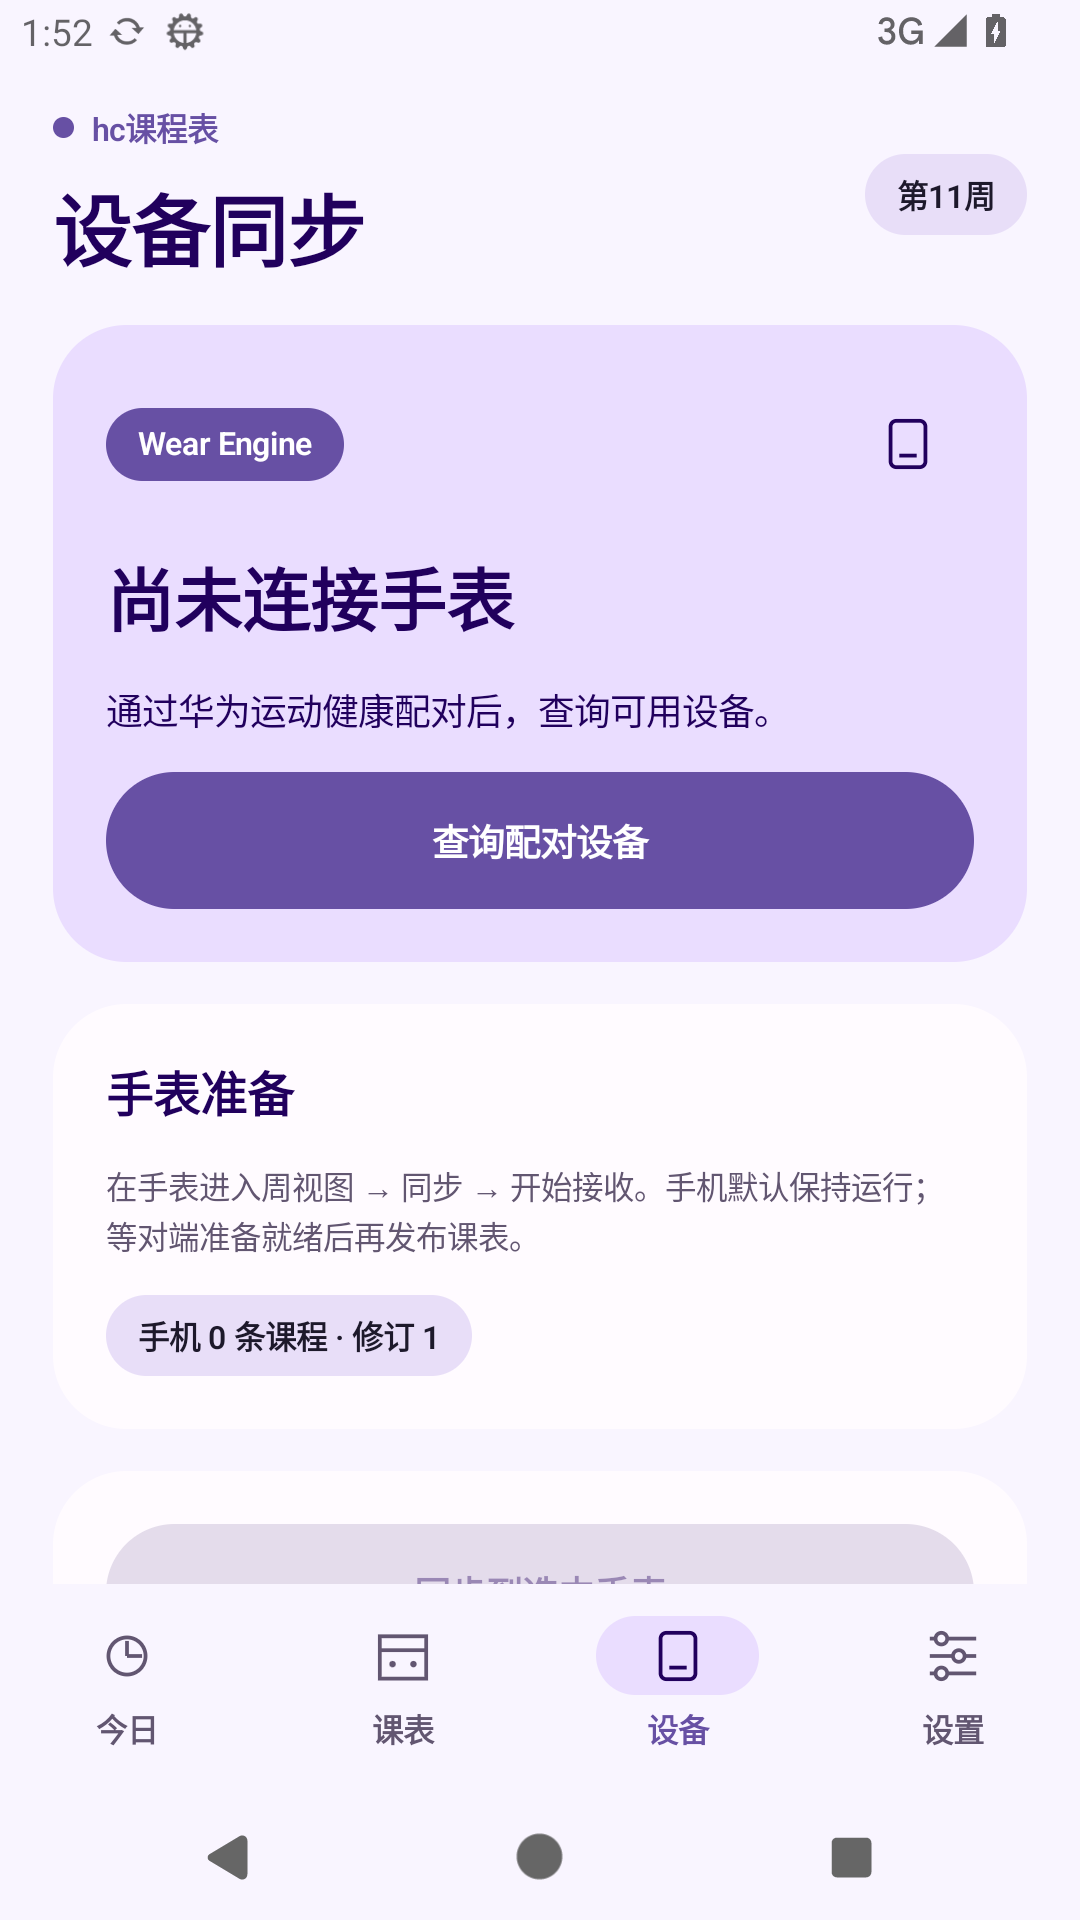 1:52
3G
hc课程表
设备同步
第11周
Wear Engine
尚未连接手表
通过华为运动健康配对后，查询可用设备。
查询配对设备
手表准备
在手表进入周视图 → 同步 → 开始接收。手机默认保持运行；
等对端准备就绪后再发布课表。
手机 0 条课程 · 修订 1
今日
课表
设备
设置